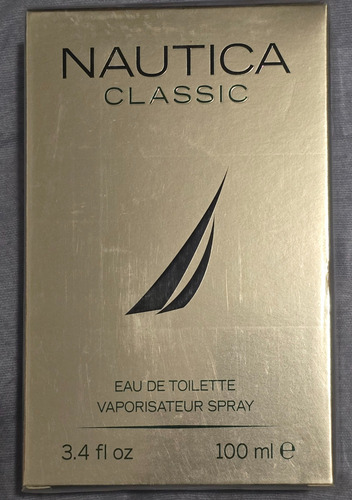 NAUTICA
CLASSIC
EAU DE TOILETTE
VAPORISATEUR SPRAY
3.4 fl oz 100 ml ℮